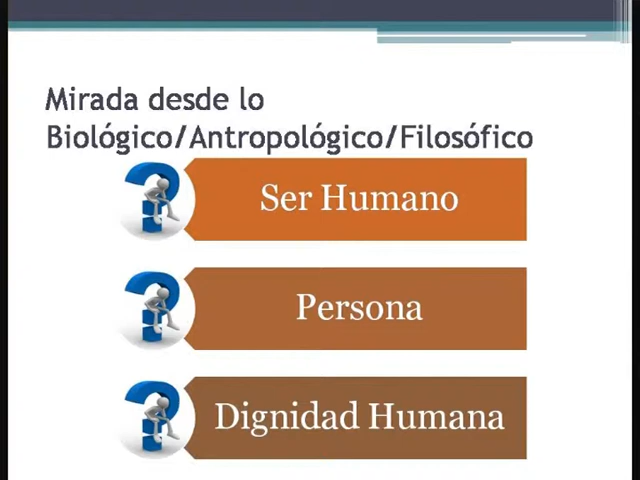 Mirada desde lo
Biológico/Antropológico/Filosófico
Ser Humano
Persona
Dignidad Humana